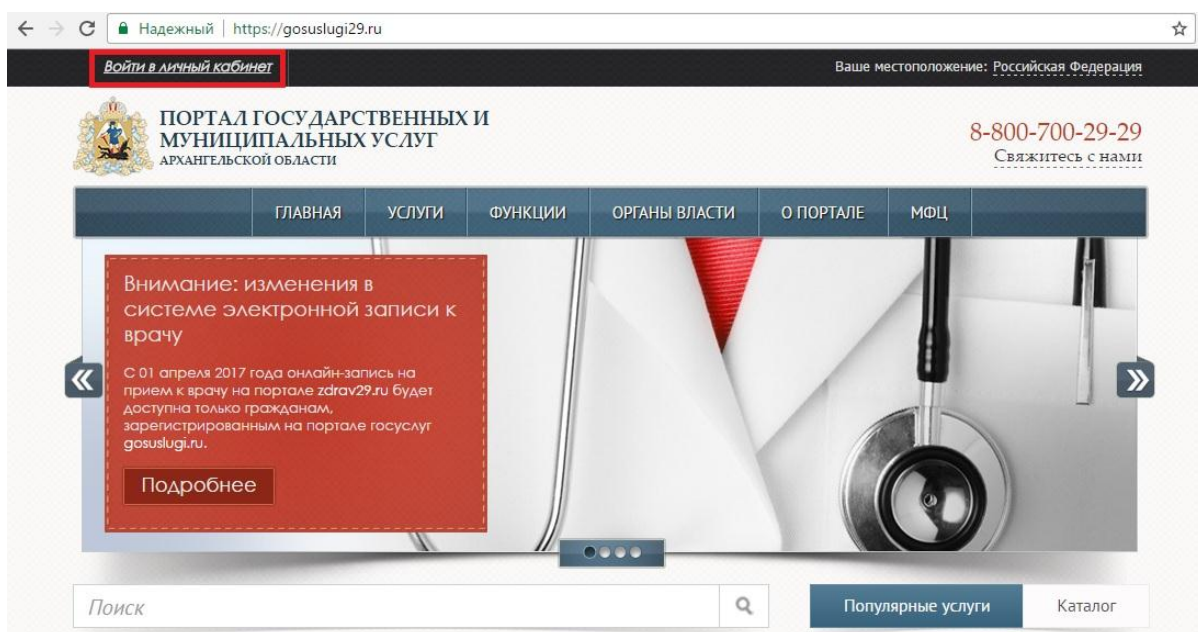 Надежный | https://gosuslugi29.ru
Войти в личный кабинет
Ваше местоположение: Российская Федерация
ПОРТАЛ ГОСУДАРСТВЕННЫХ И
МУНИЦИПАЛЬНЫХ УСЛУГ
АРХАНГЕЛЬСКОЙ ОБЛАСТИ
8-800-700-29-29
Свяжитесь с нами
ГЛАВНАЯ УСЛУГИ ФУНКЦИИ ОРГАНЫ ВЛАСТИ О ПОРТАЛЕ МФЦ
Внимание: изменения в
системе электронной записи к
врачу
С 01 апреля 2017 года онлайн-запись на
прием к врачу на портале zdrav29.ru будет
доступна только гражданам,
зарегистрированным на портале госуслуг
gosuslugi.ru.
Подробнее
Поиск
Популярные услуги
Каталог